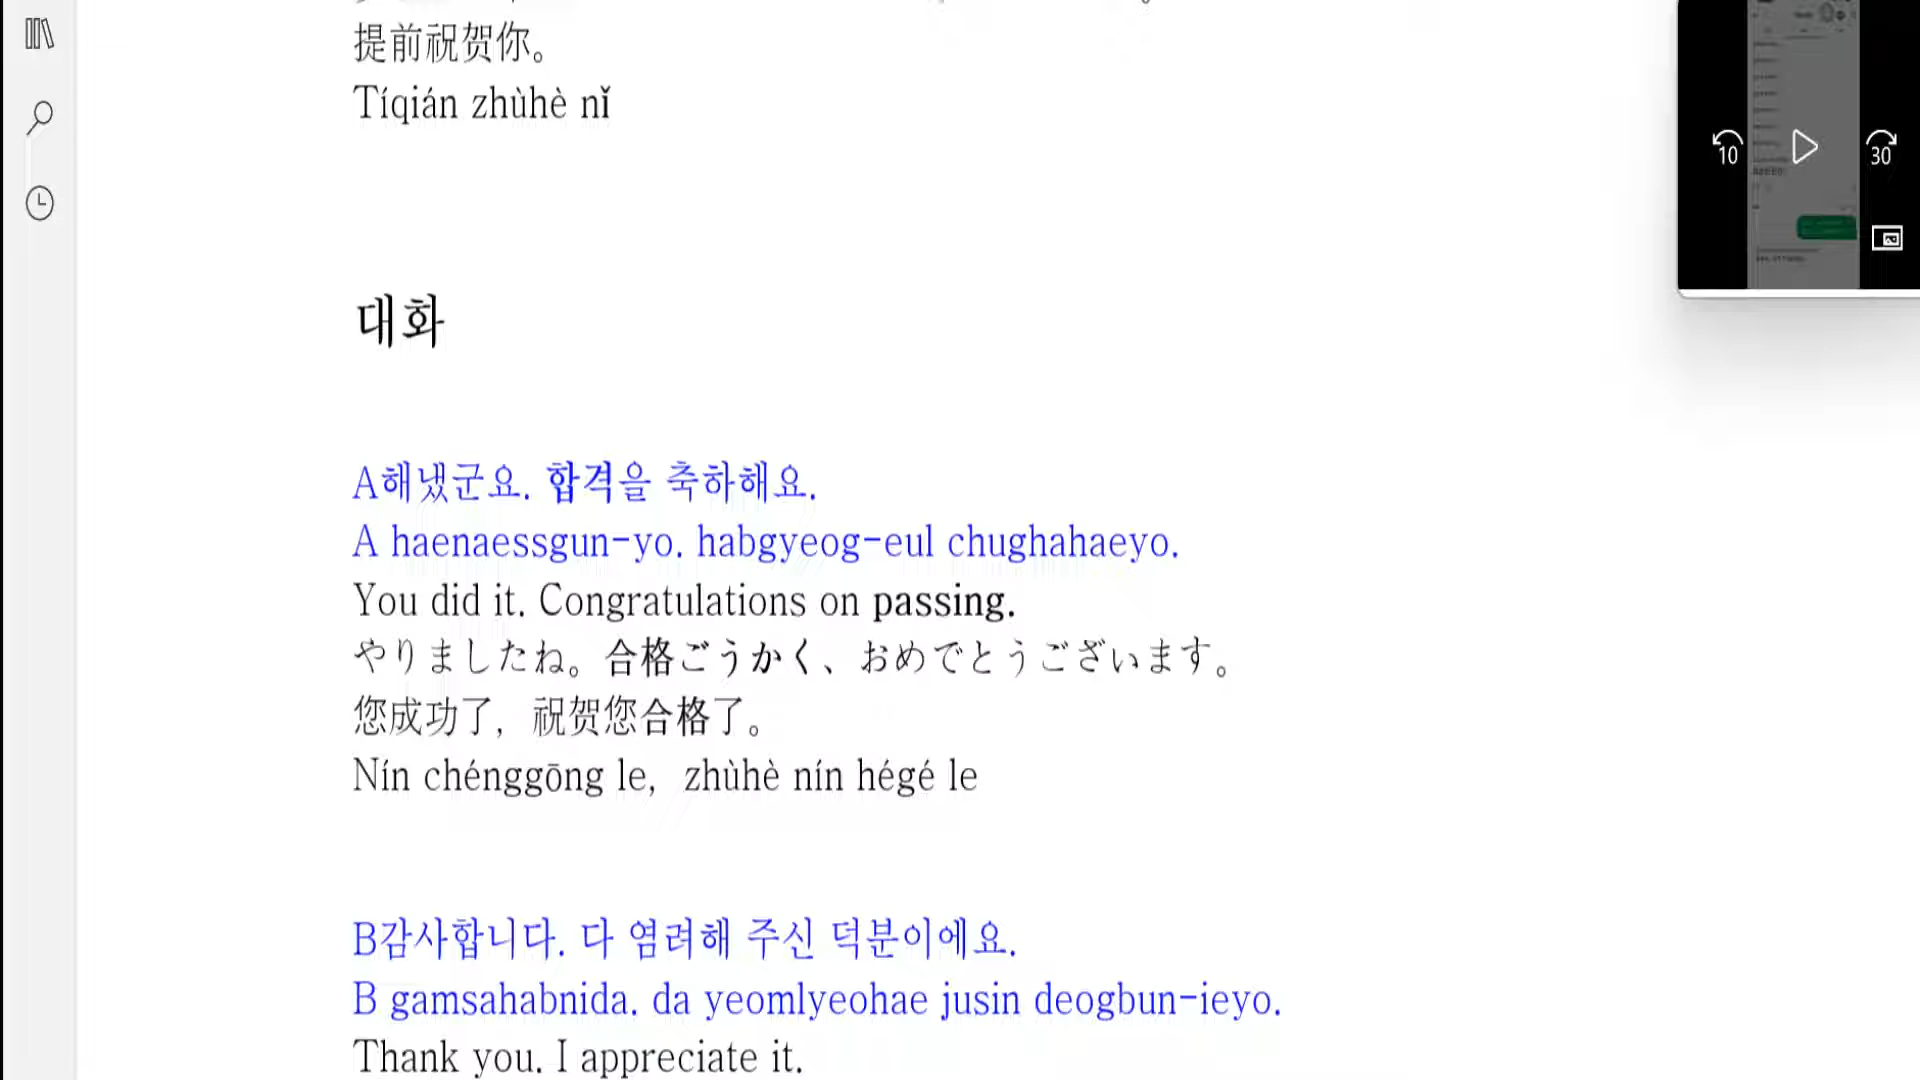 提前祝贺你。
Tíqián zhùhè nǐ
대화
A해냈군요. 합격을 축하해요.
A haenaessgun-yo. habgyeog-eul chughahaeyo.
You did it. Congratulations on passing.
やりましたね。合格ごうかく、おめでとうございます。
您成功了，祝贺您合格了。
Nín chénggōng le,  zhùhè nín hégé le
B감사합니다. 다 염려해 주신 덕분이에요.
B gamsahabnida. da yeomlyeohae jusin deogbun-ieyo.
Thank you. I appreciate it.
10
30